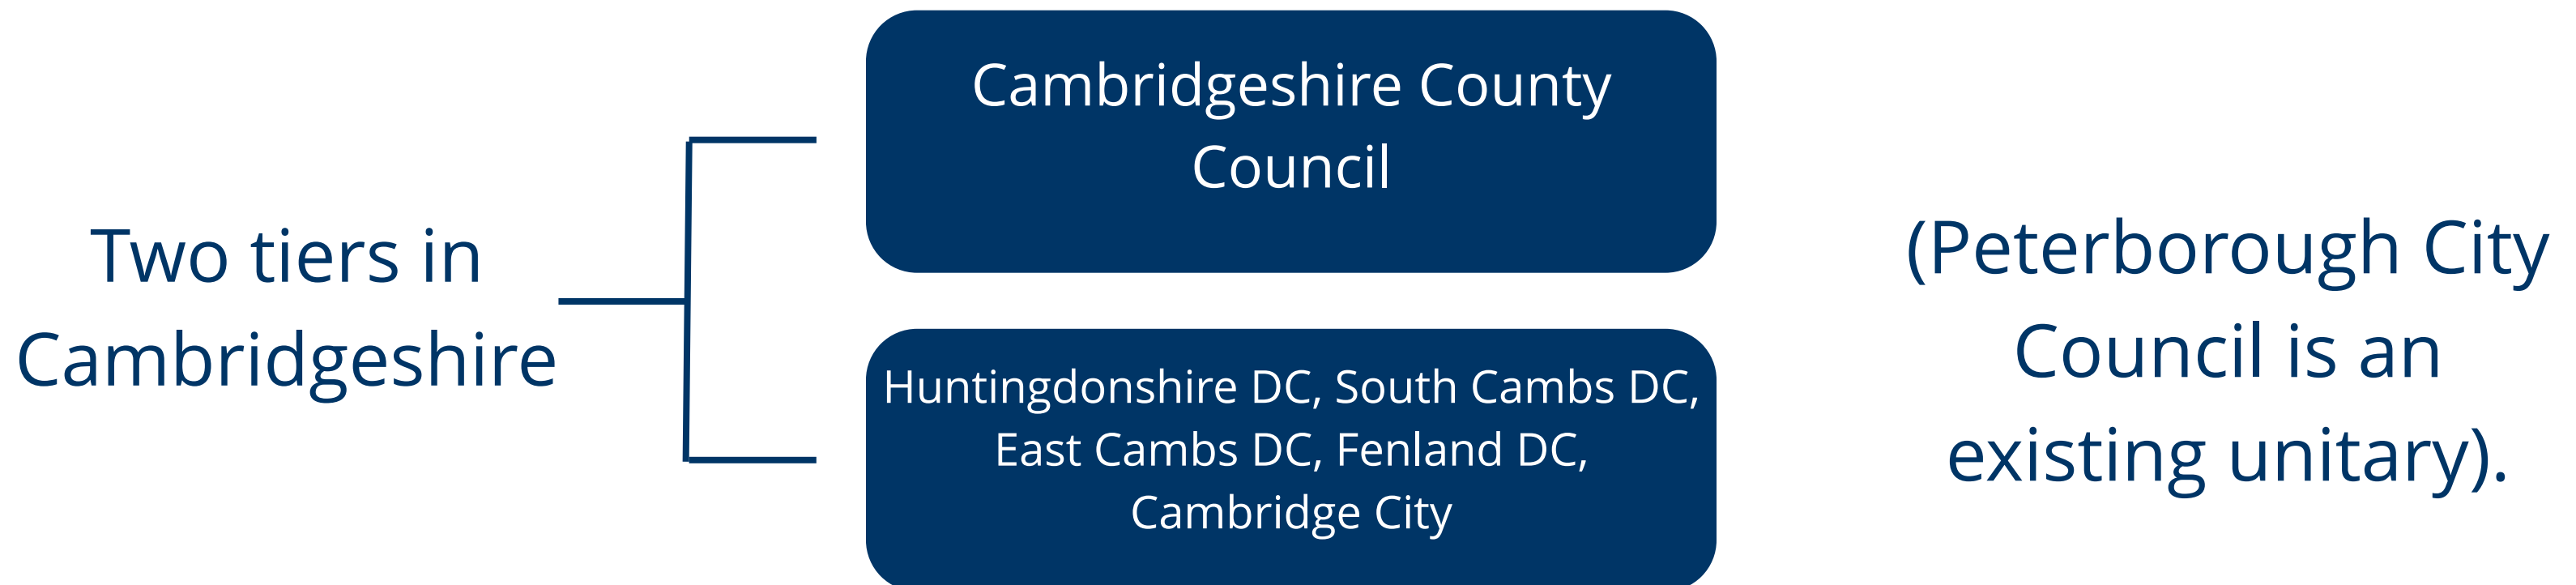 Two tiers in
Cambridgeshire
Cambridgeshire County
Council
Huntingdonshire DC, South Cambs DC,
East Cambs DC, Fenland DC,
Cambridge City
(Peterborough City
Council is an
existing unitary).